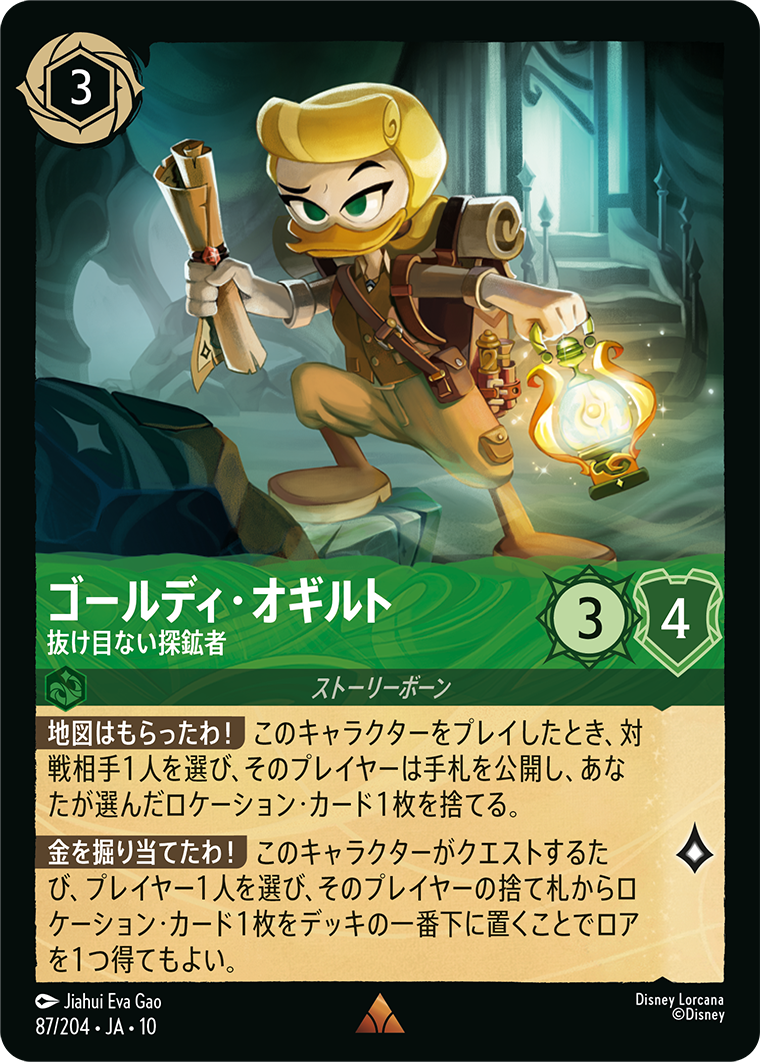 3
ゴールディ・オギルト
抜け目ない探鉱者
3
4
ストーリーボーン
地図はもらったわ! このキャラクターをプレイしたとき、対
戦相手1人を選び、そのプレイヤーは手札を公開し、あな
たが選んだロケーション・カード1枚を捨てる。
金を掘り当てたわ! このキャラクターがクエストするた
び、プレイヤー1人を選び、そのプレイヤーの捨て札からロ
ケーション・カード1枚をデッキの一番下に置くことでロア
を1つ得てもよい。
Jiahui Eva Gao
87/204 • JA • 10
Disney Lorcana
©Disney